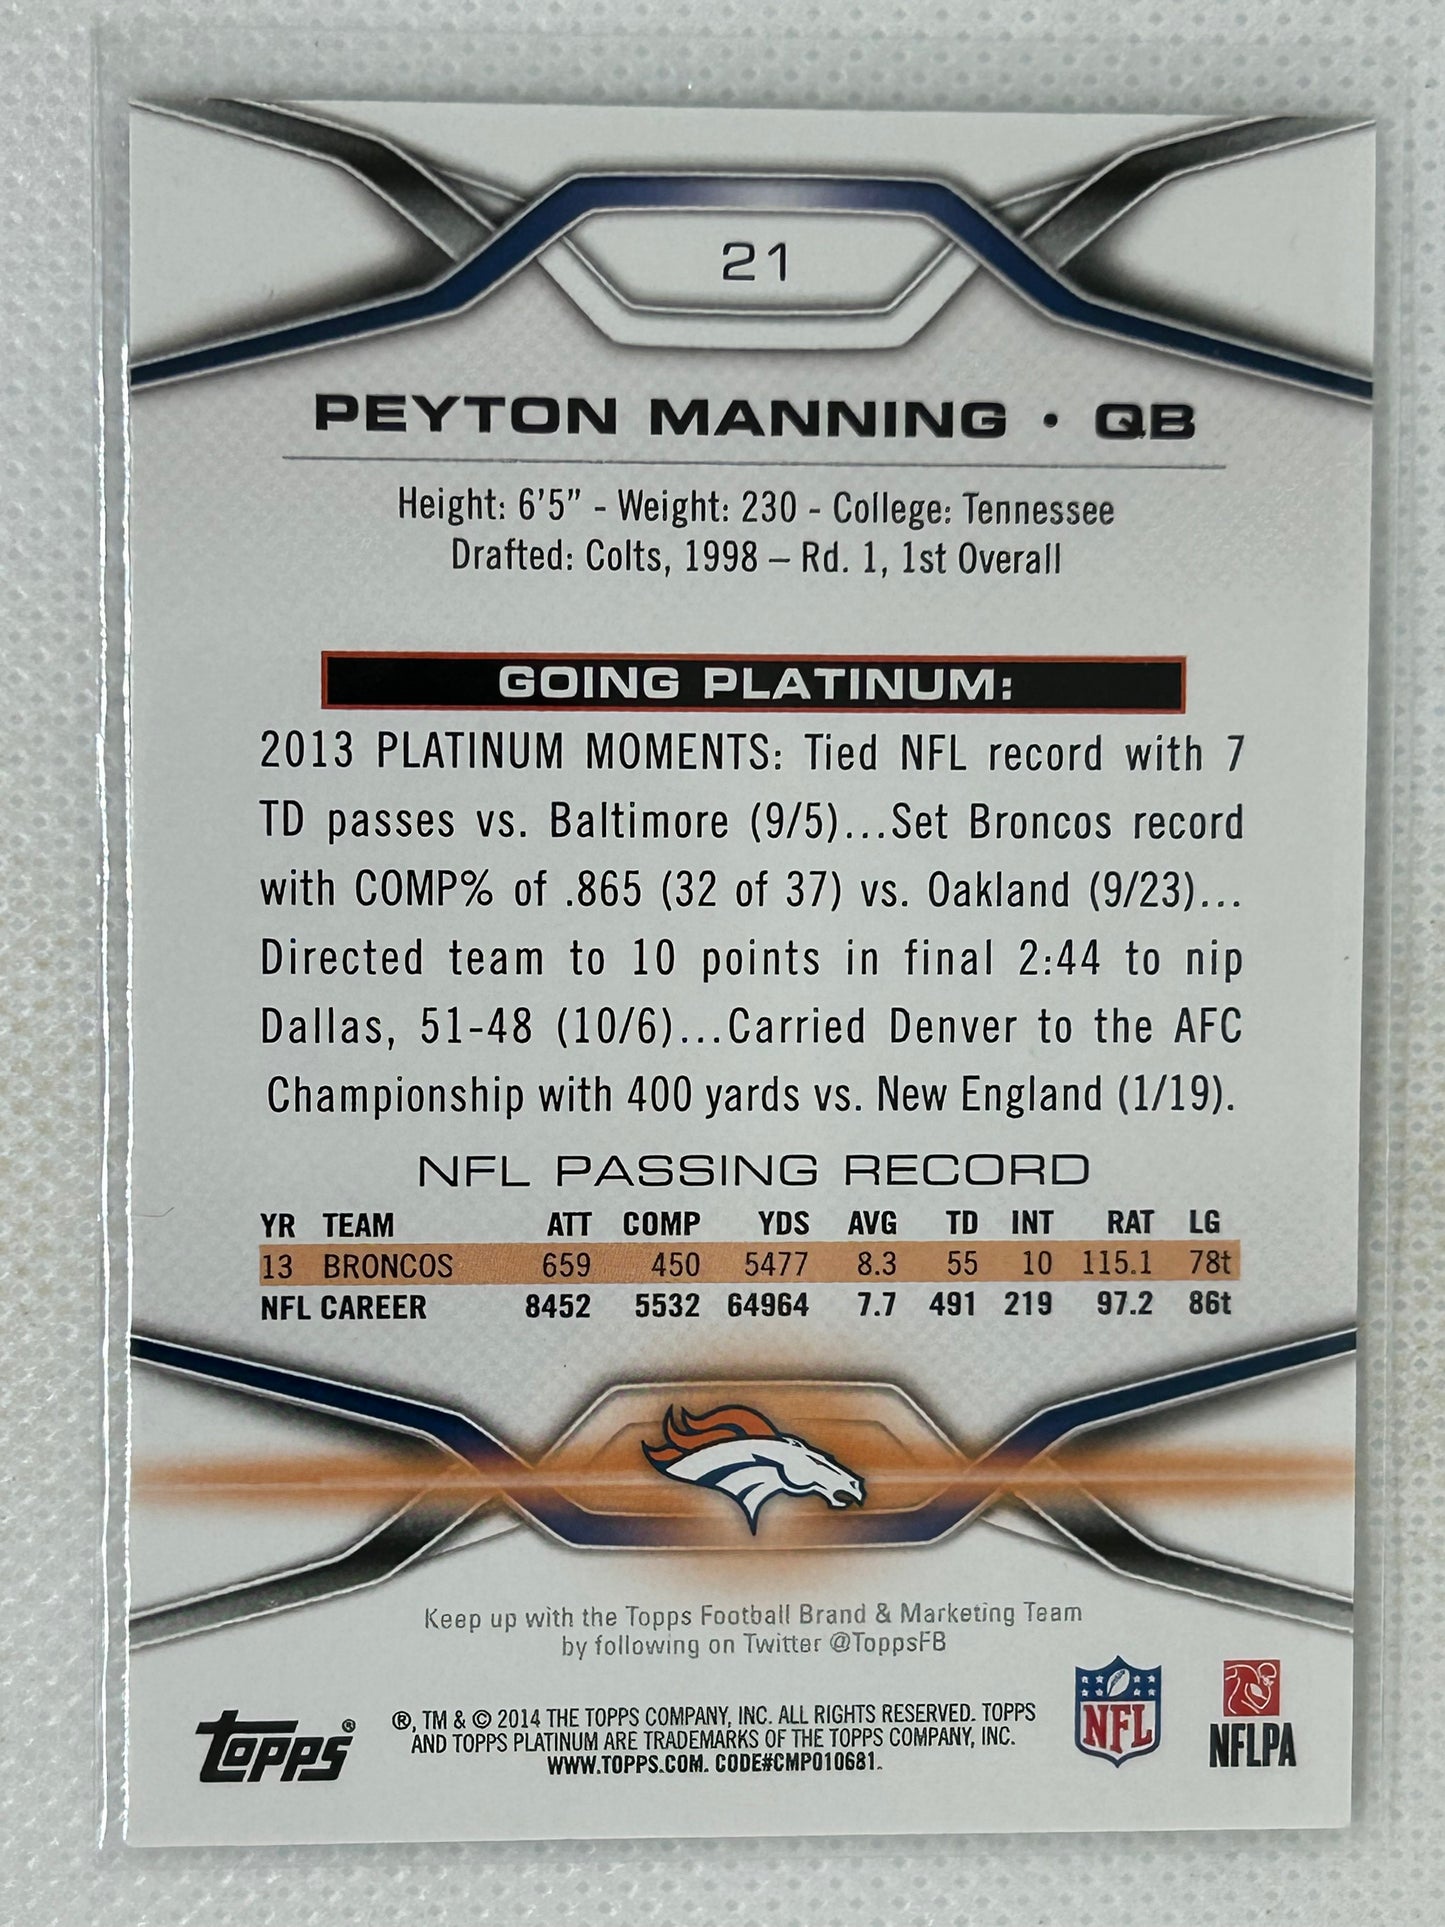 21
PEYTON MANNING • QB
Height: 6'5" - Weight: 230 - College: Tennessee
Drafted: Colts, 1998 – Rd. 1, 1st Overall
GOING PLATINUM:
2013 PLATINUM MOMENTS: Tied NFL record with 7
TD passes vs. Baltimore (9/5)...Set Broncos record
with COMP% of .865 (32 of 37) vs. Oakland (9/23)...
Directed team to 10 points in final 2:44 to nip
Dallas, 51-48 (10/6)...Carried Denver to the AFC
Championship with 400 yards vs. New England (1/19).
NFL PASSING RECORD
YR TEAM ATT COMP YDS AVG TD INT RAT LG
13 BRONCOS 659 450 5477 8.3 55 10 115.1 78t
NFL CAREER 8452 5532 64964 7.7 491 219 97.2 86t
Keep up with the Topps Football Brand & Marketing Team
by following on Twitter @ToppsFB
Topps®
®, TM & © 2014 THE TOPPS COMPANY, INC. ALL RIGHTS RESERVED. TOPPS
AND TOPPS PLATINUM ARE TRADEMARKS OF THE TOPPS COMPANY, INC.
WWW.TOPPS.COM. CODE#CMP010681.
NFL
NFLPA